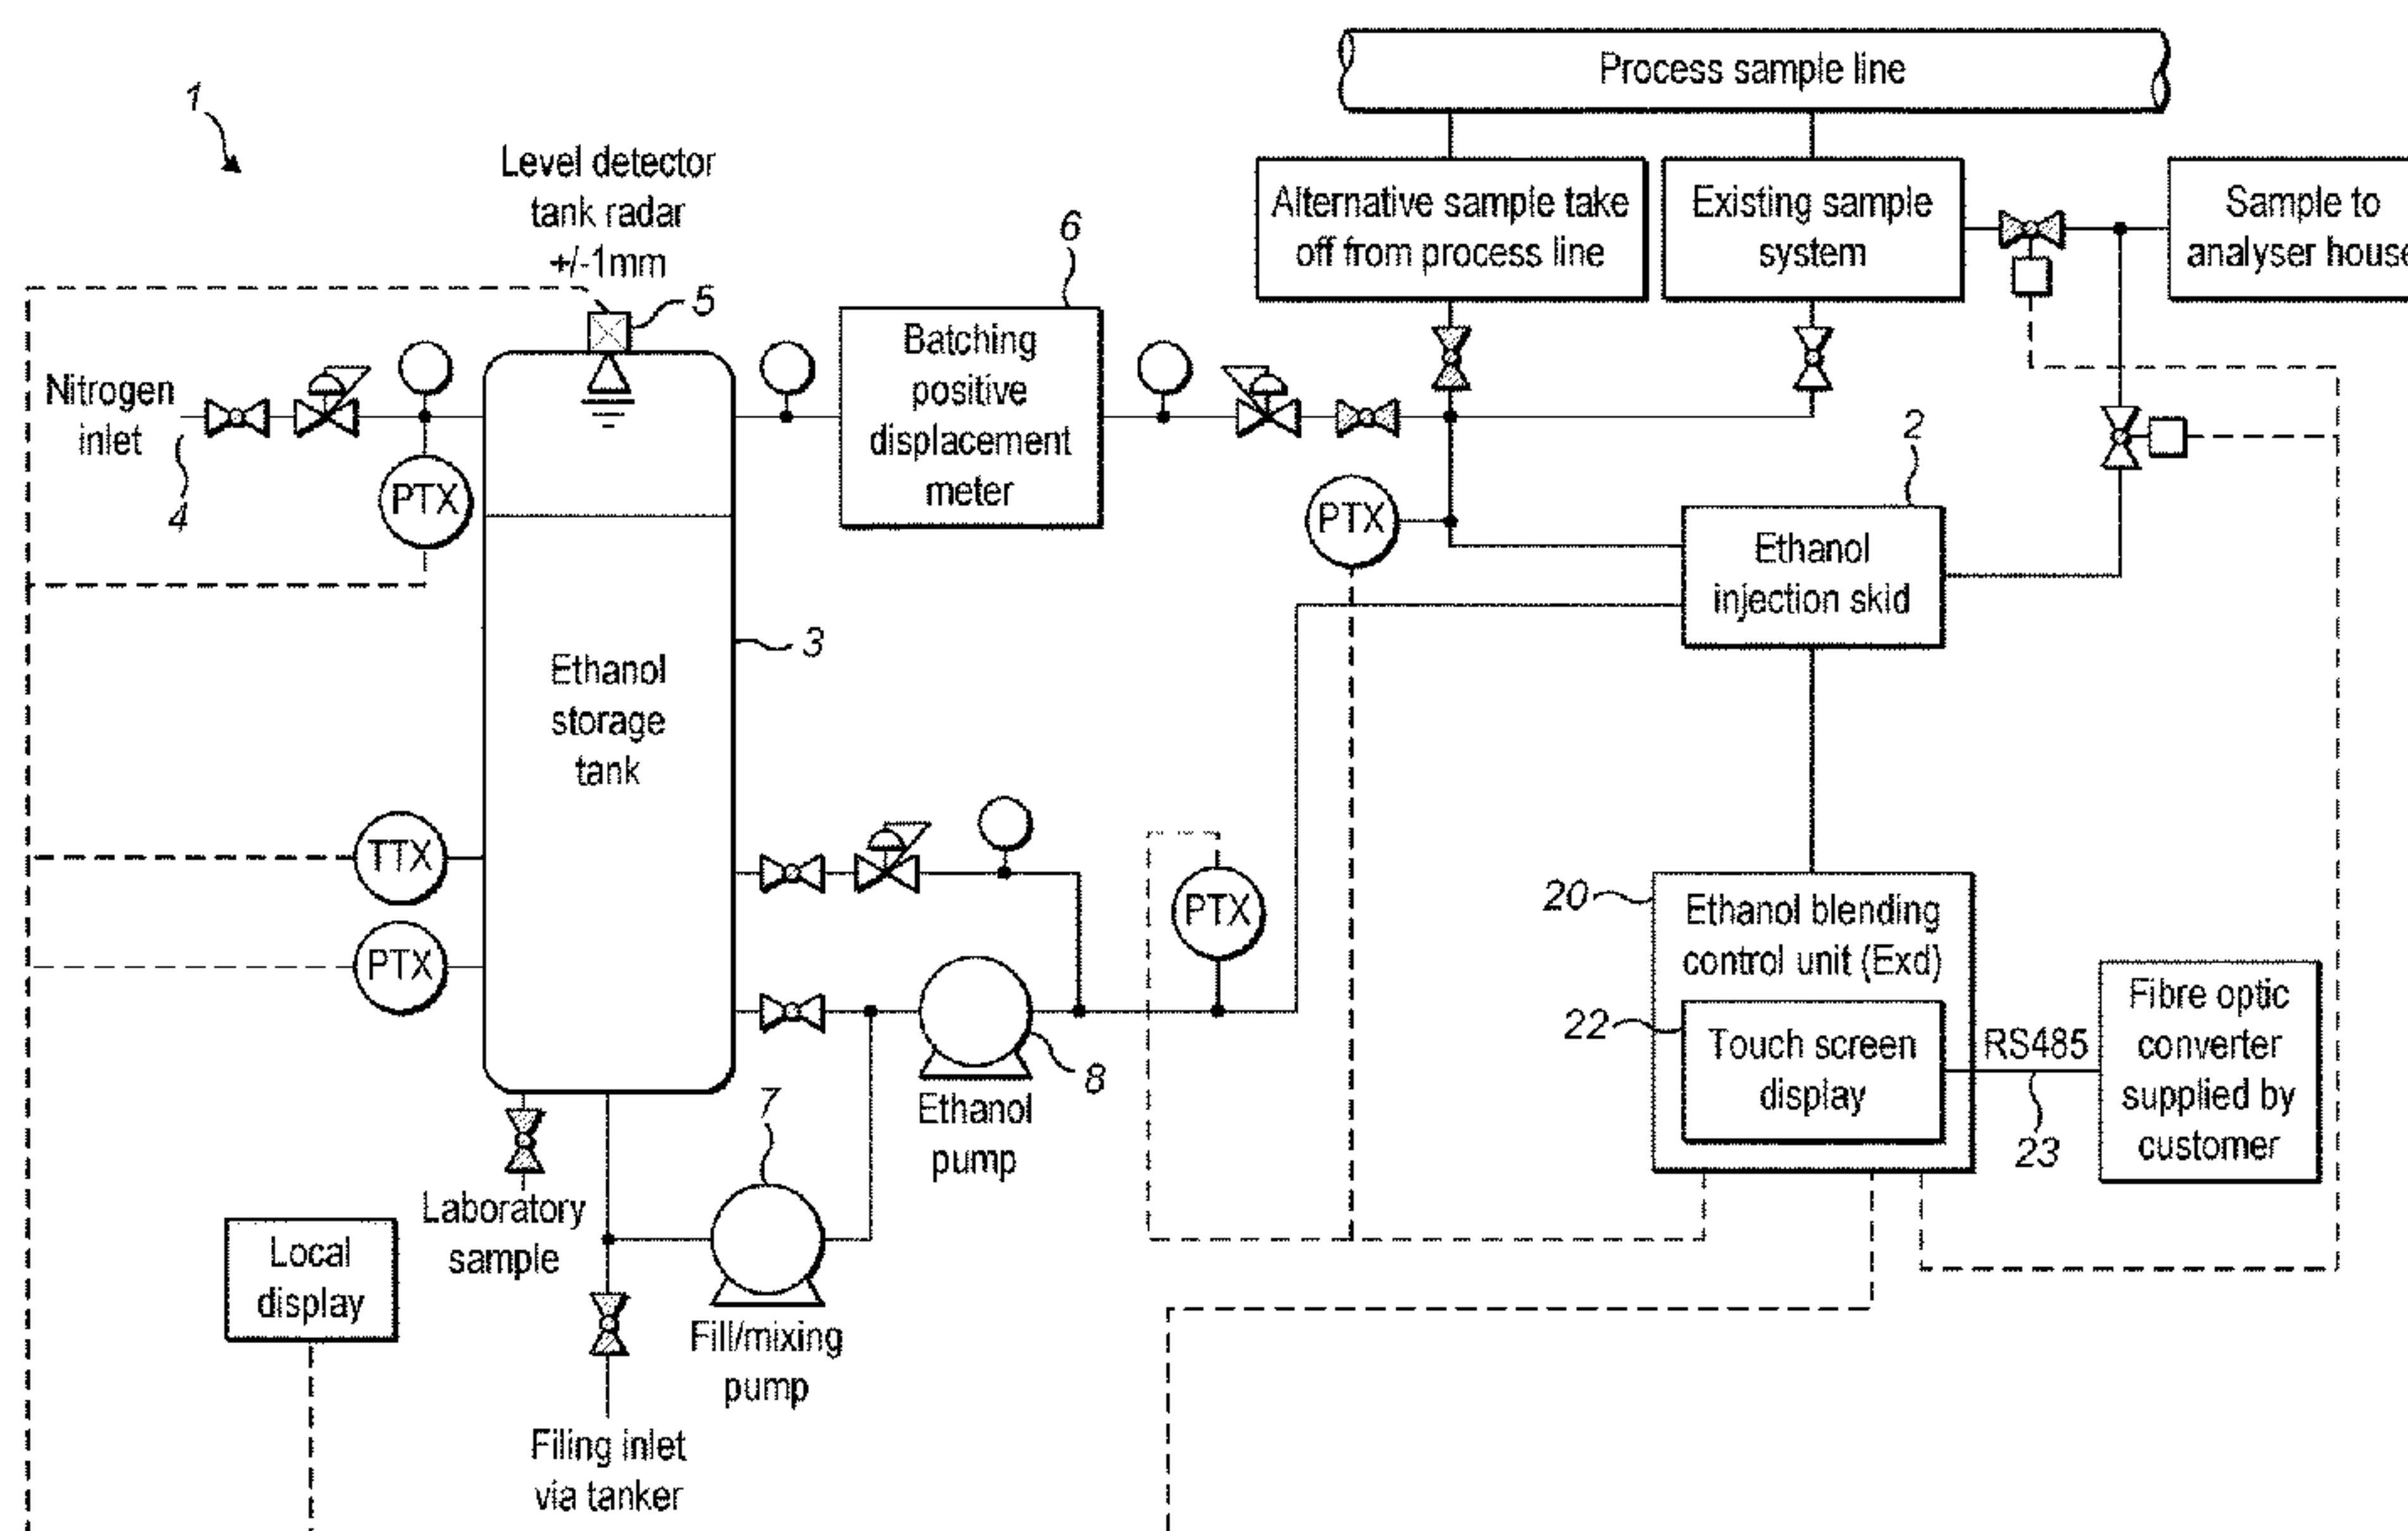 Process sample line
1
Level detector
tank radar
+/-1mm
5
6
Batching
positive
displacement
meter
Alternative sample take
off from process line
Existing sample
system
Sample to
analyser house
Nitrogen
inlet
4
PTX
PTX
2
Ethanol
injection skid
3
Ethanol
storage
tank
TTX
PTX
PTX
20
Ethanol blending
control unit (Exd)
22
Touch screen
display
RS485
23
Fibre optic
converter
supplied by
customer
8
Ethanol
pump
7
Laboratory
sample
Local
display
Fill/mixing
pump
Filing inlet
via tanker